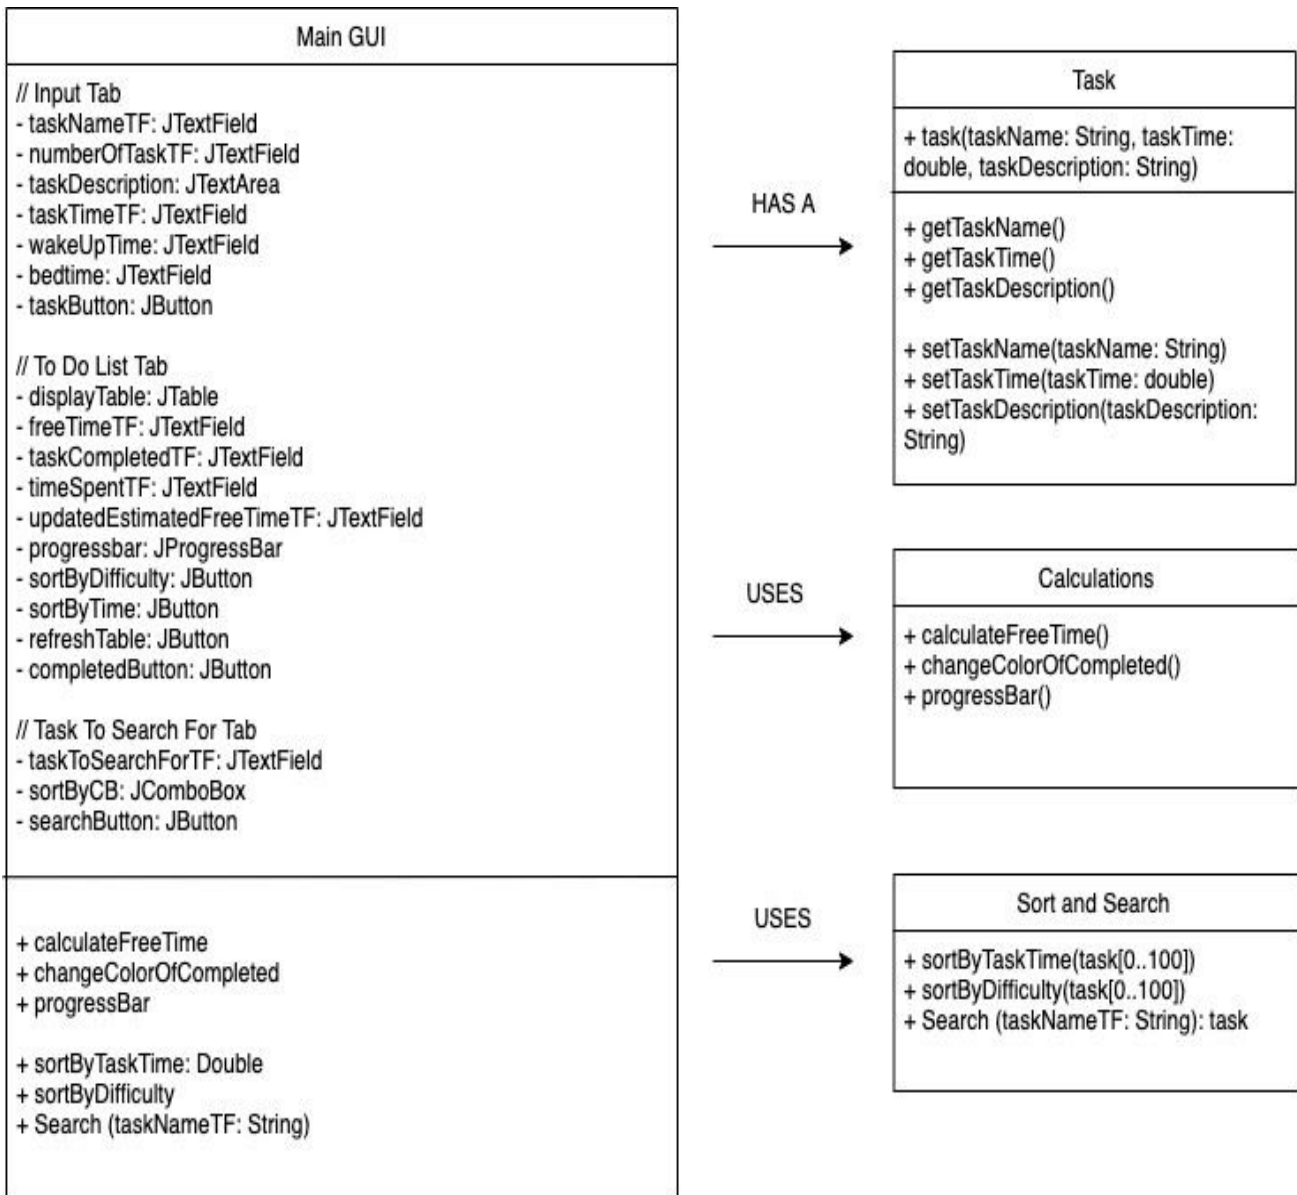 Main GUI
// Input Tab
- taskNameTF: JTextField
- numberOfTaskTF: JTextField
- taskDescription: JTextArea
- taskTimeTF: JTextField
- wakeUpTime: JTextField
- bedtime: JTextField
- taskButton: JButton
// To Do List Tab
- displayTable: JTable
- freeTimeTF: JTextField
- taskCompletedTF: JTextField
- timeSpentTF: JTextField
- updatedEstimatedFreeTimeTF: JTextField
- progressbar: JProgressBar
- sortByDifficulty: JButton
- sortByTime: JButton
- refreshTable: JButton
- completedButton: JButton
// Task To Search For Tab
- taskToSearchForTF: JTextField
- sortByCB: JComboBox
- searchButton: JButton
+ calculateFreeTime
+ changeColorOfCompleted
+ progressBar
+ sortByTaskTime: Double
+ sortByDifficulty
+ Search (taskNameTF: String)
HAS A
Task
+ task(taskName: String, taskTime:
double, taskDescription: String)
+ getTaskName()
+ getTaskTime()
+ getTaskDescription()
+ setTaskName(taskName: String)
+ setTaskTime(taskTime: double)
+ setTaskDescription(taskDescription:
String)
USES
Calculations
+ calculateFreeTime()
+ changeColorOfCompleted()
+ progressBar()
USES
Sort and Search
+ sortByTaskTime(task[0..100])
+ sortByDifficulty(task[0..100])
+ Search (taskNameTF: String): task